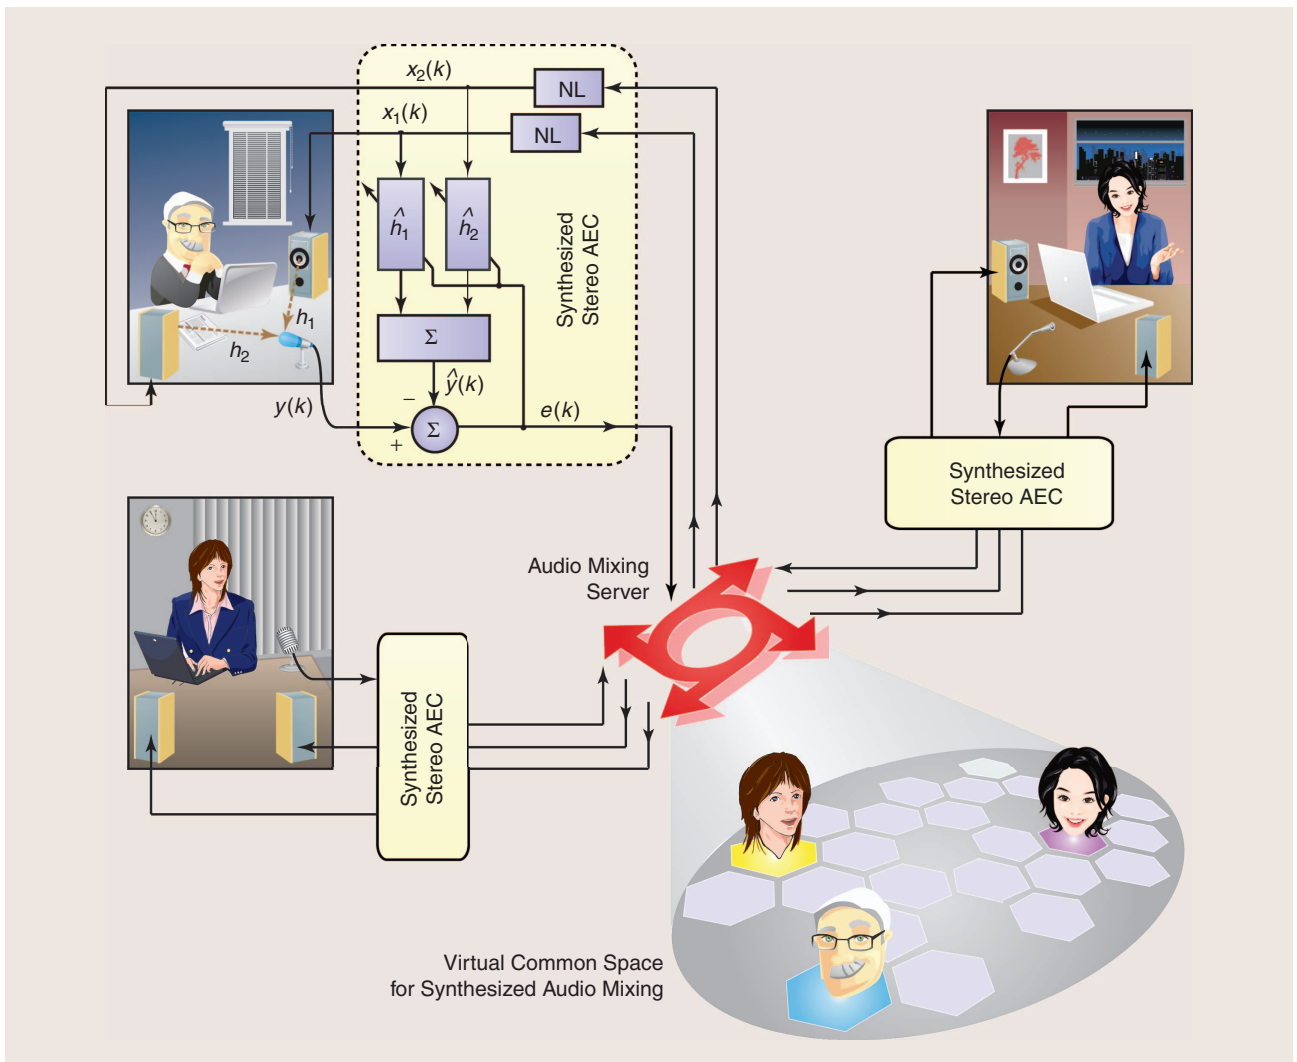 x₂(k)
NL
x₁(k)
NL
ĥ₁
ĥ₂
Synthesized
Stereo AEC
h₁
h₂
Σ
ŷ(k)
y(k)
−
+
Σ
e(k)
Synthesized
Stereo AEC
Audio Mixing
Server
Synthesized
Stereo AEC
Virtual Common Space
for Synthesized Audio Mixing